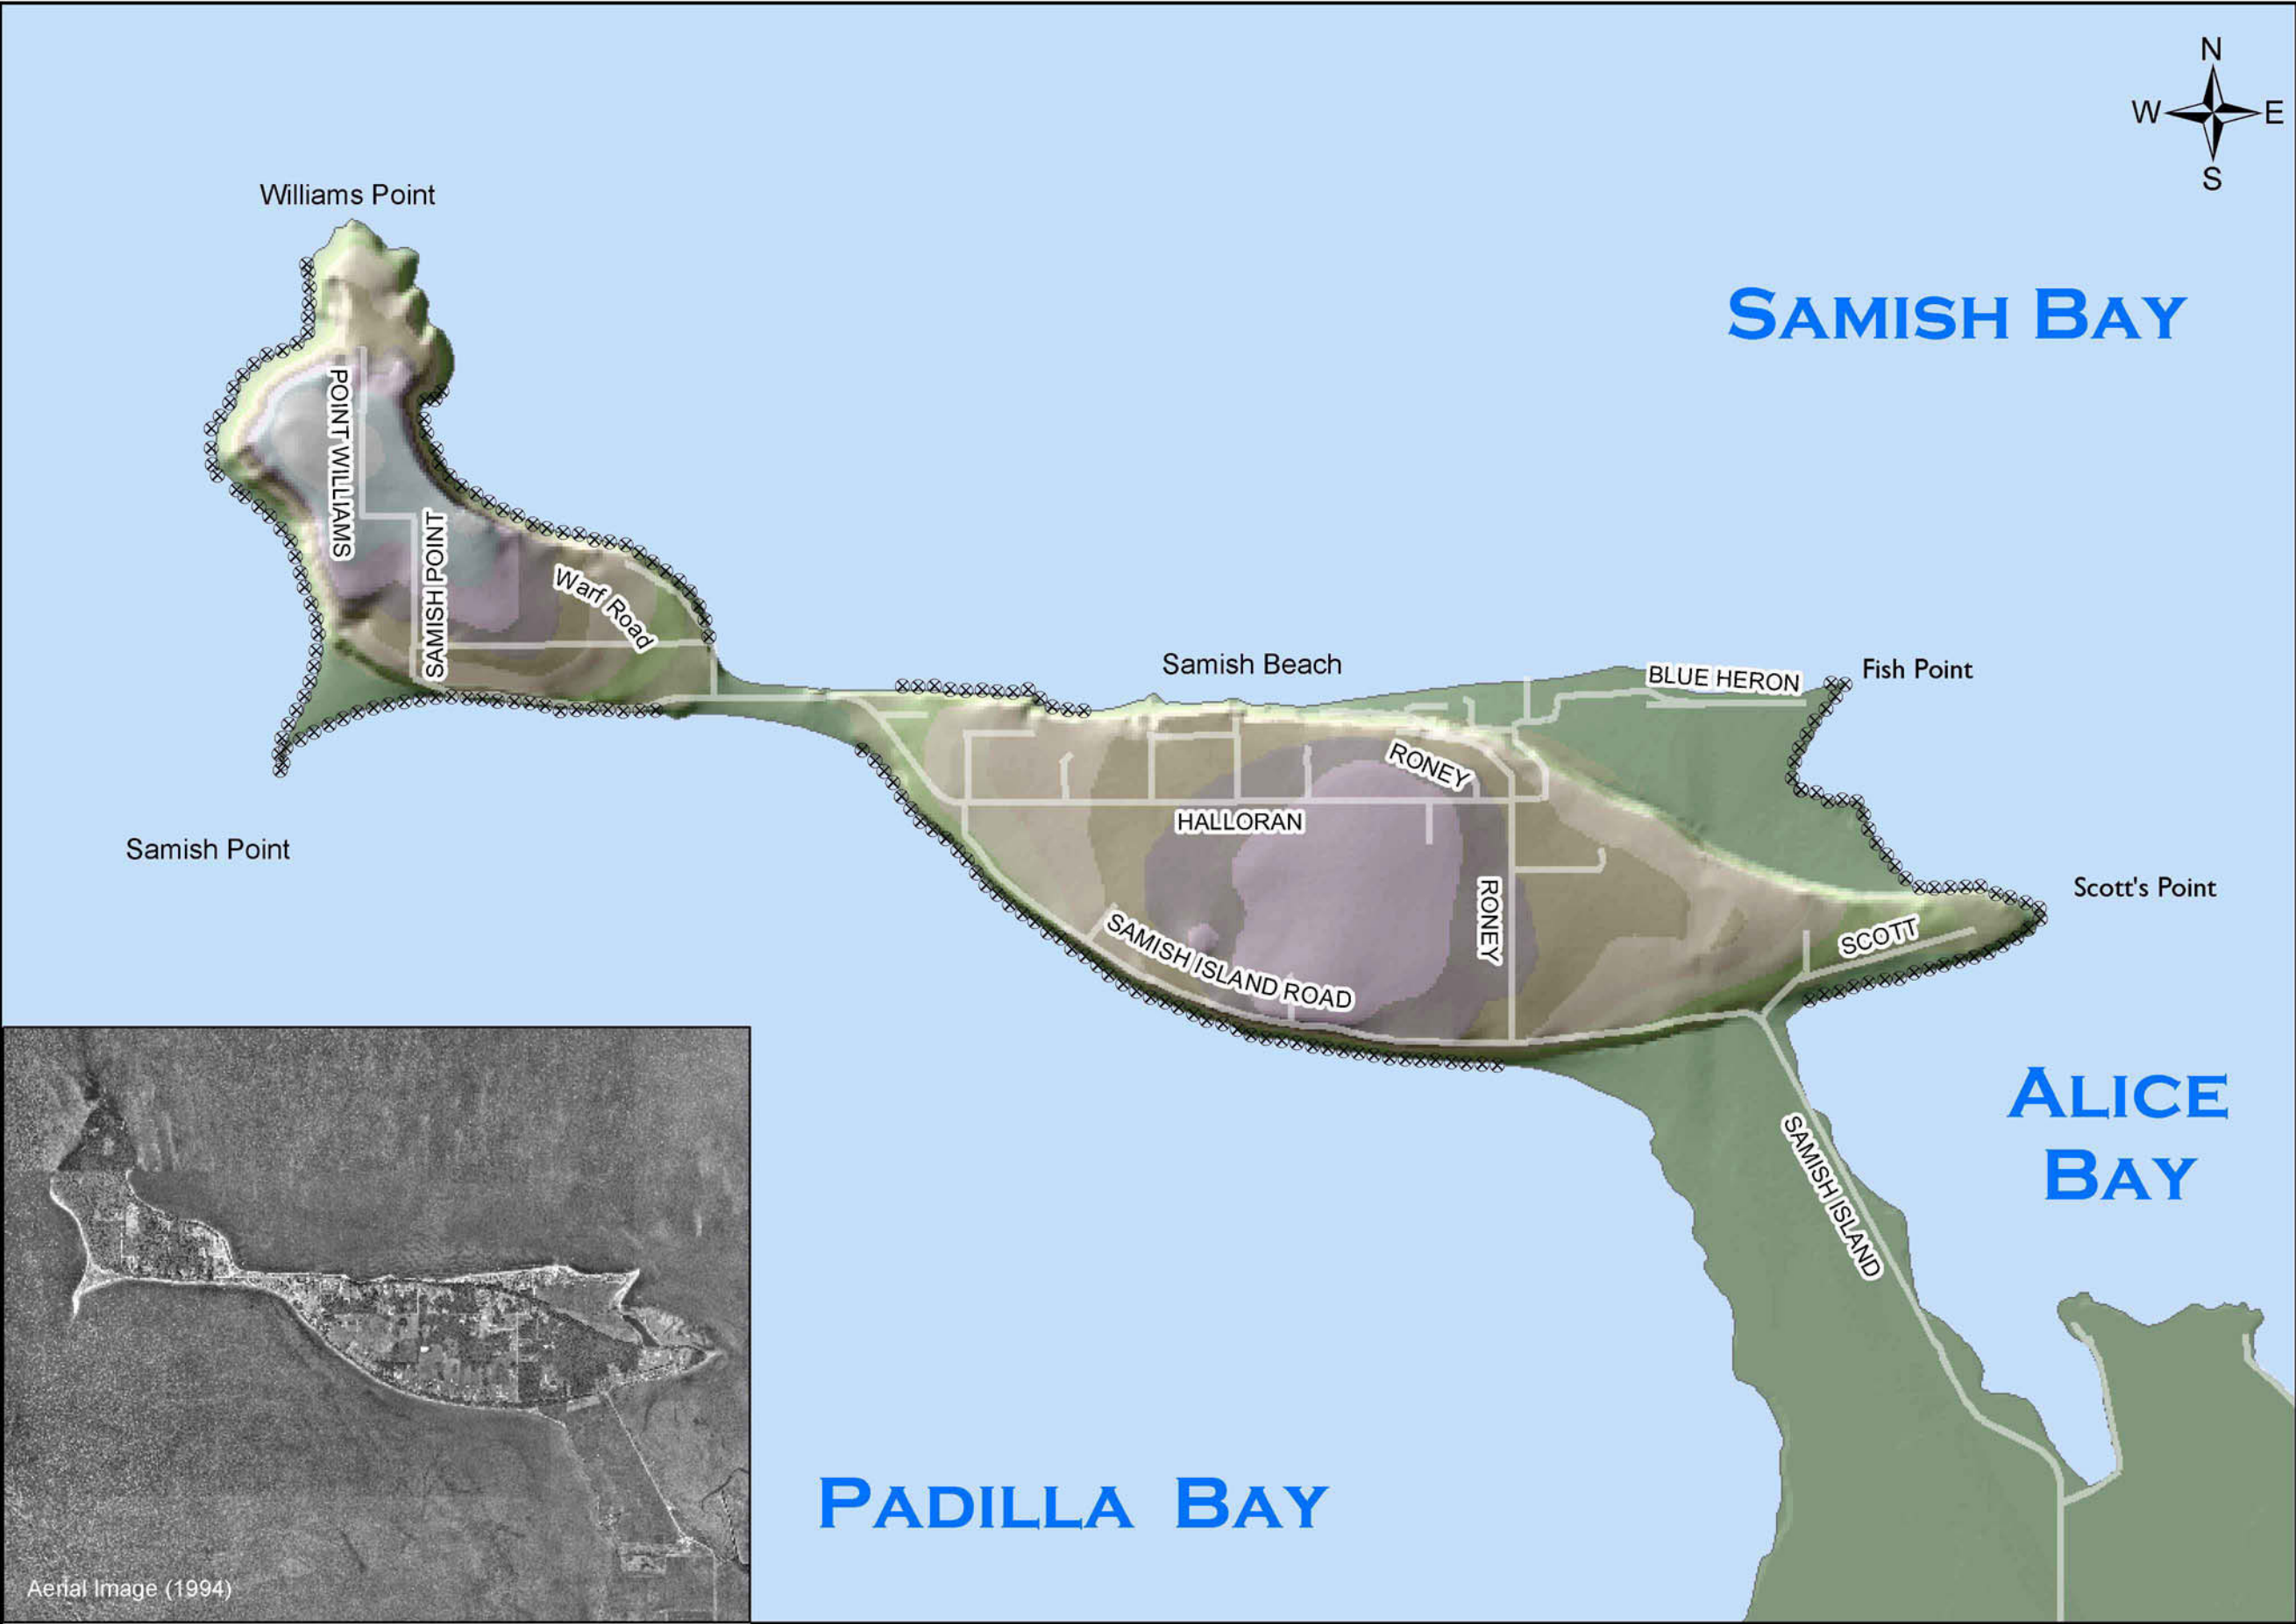 N
W E
S
Williams Point
SAMISH BAY
POINT WILLIAMS
SAMISH POINT
Warf Road
Samish Beach
BLUE HERON
Fish Point
RONEY
HALLORAN
Samish Point
RONEY
Scott's Point
SCOTT
SAMISH ISLAND ROAD
ALICE
BAY
SAMISH ISLAND
PADILLA BAY
Aerial Image (1994)